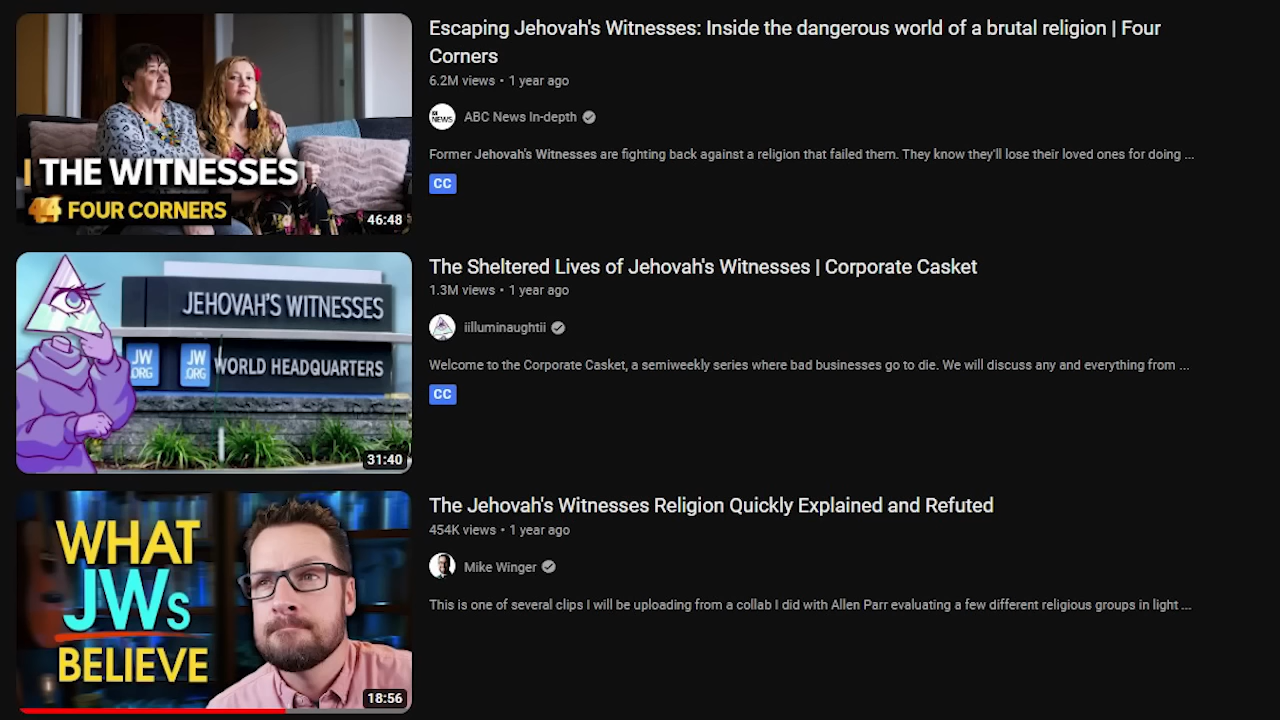 THE WITNESSES
FOUR CORNERS
46:48
Escaping Jehovah's Witnesses: Inside the dangerous world of a brutal religion | Four
Corners
6.2M views • 1 year ago
NEWS
ABC News In-depth
Former Jehovah's Witnesses are fighting back against a religion that failed them. They know they'll lose their loved ones for doing ...
CC
JEHOVAH'S WITNESSES
JW
.ORG
JW
.ORG
WORLD HEADQUARTERS
31:40
The Sheltered Lives of Jehovah's Witnesses | Corporate Casket
1.3M views • 1 year ago
iilluminaughtii
Welcome to the Corporate Casket, a semiweekly series where bad businesses go to die. We will discuss any and everything from ...
CC
WHAT
JWs
BELIEVE
18:56
The Jehovah's Witnesses Religion Quickly Explained and Refuted
454K views • 1 year ago
Mike Winger
This is one of several clips I will be uploading from a collab I did with Allen Parr evaluating a few different religious groups in light ...